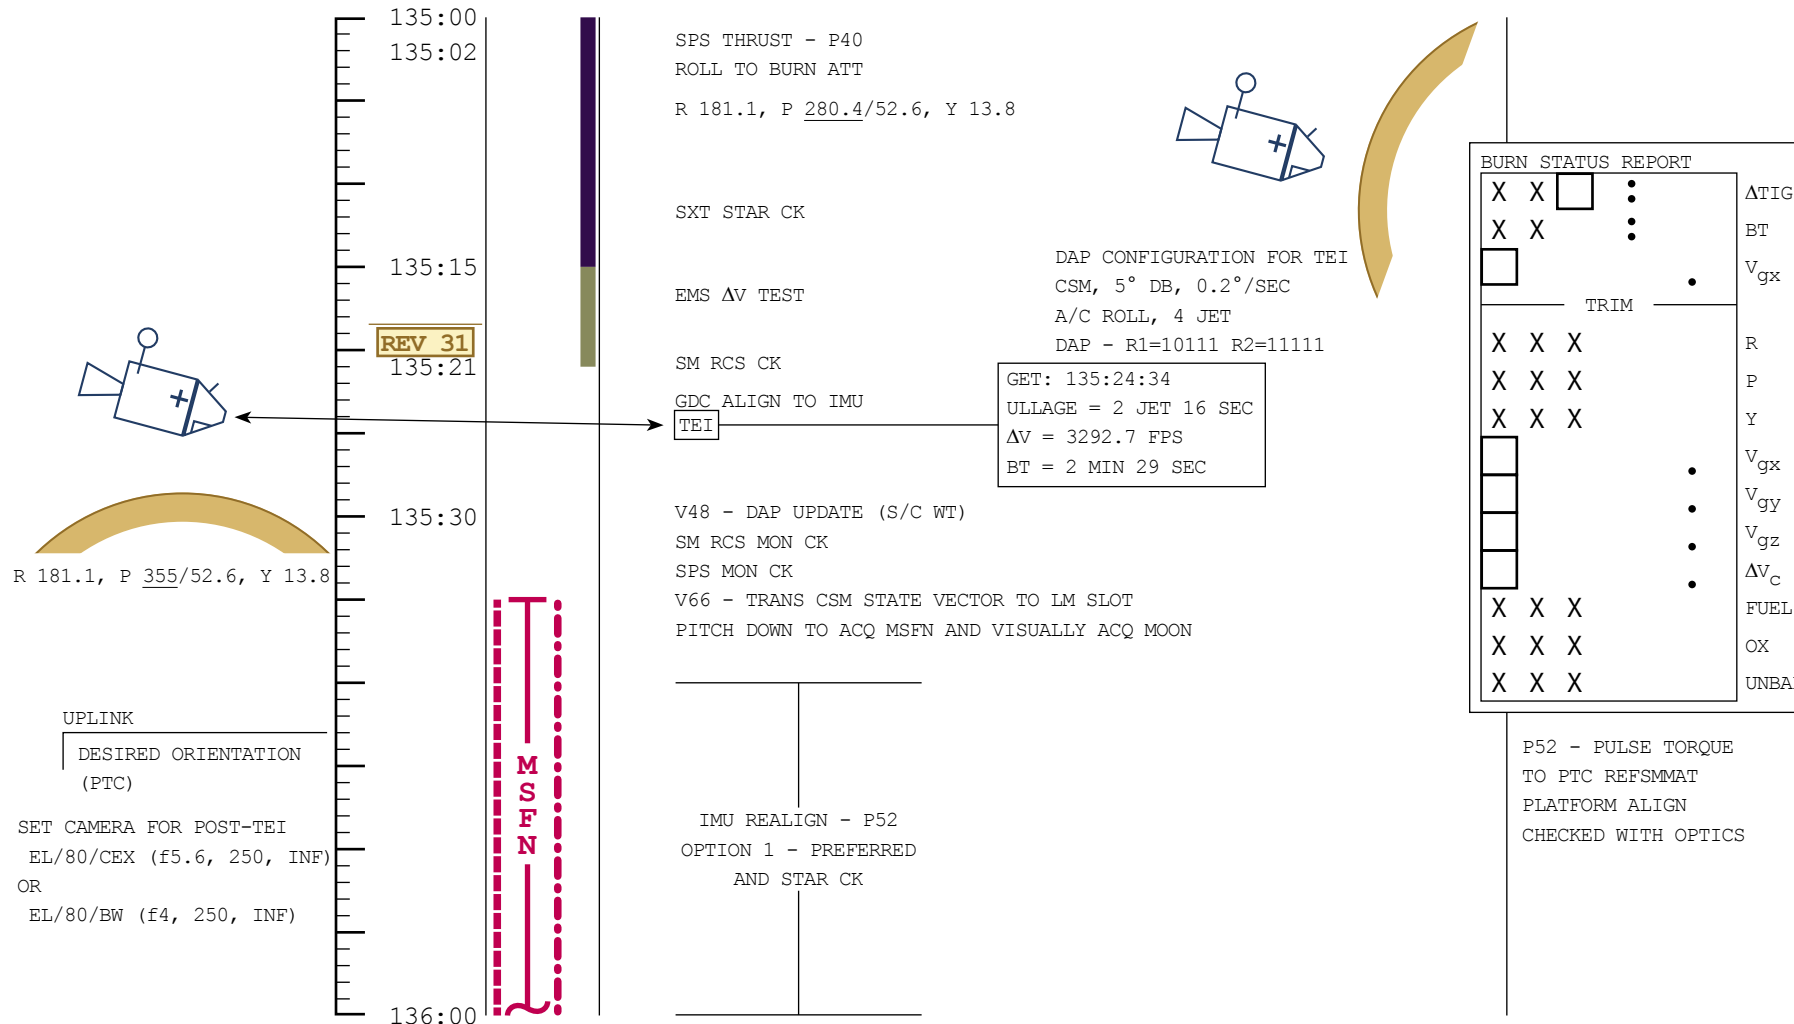 135:00
135:02
135:15
REV 31
135:21
135:30
136:00
R 181.1, P 355/52.6, Y 13.8
UPLINK
DESIRED ORIENTATION
(PTC)
SET CAMERA FOR POST-TEI
EL/80/CEX (f5.6, 250, INF)
OR
EL/80/BW (f4, 250, INF)
MSFN
SPS THRUST - P40
ROLL TO BURN ATT
R 181.1, P 280.4/52.6, Y 13.8
SXT STAR CK
EMS ΔV TEST
SM RCS CK
GDC ALIGN TO IMU
TEI
DAP CONFIGURATION FOR TEI
CSM, 5° DB, 0.2°/SEC
A/C ROLL, 4 JET
DAP - R1=10111 R2=11111
GET: 135:24:34
ULLAGE = 2 JET 16 SEC
ΔV = 3292.7 FPS
BT = 2 MIN 29 SEC
V48 - DAP UPDATE (S/C WT)
SM RCS MON CK
SPS MON CK
V66 - TRANS CSM STATE VECTOR TO LM SLOT
PITCH DOWN TO ACQ MSFN AND VISUALLY ACQ MOON
IMU REALIGN - P52
OPTION 1 - PREFERRED
AND STAR CK
BURN STATUS REPORT
X X : ΔTIG
X X : BT
. Vgx
TRIM
X X X R
X X X P
X X X Y
. Vgx
. Vgy
. Vgz
. ΔVC
X X X FUEL
X X X OX
X X X
P52 - PULSE TORQUE
TO PTC REFSMMAT
PLATFORM ALIGN
CHECKED WITH OPTICS